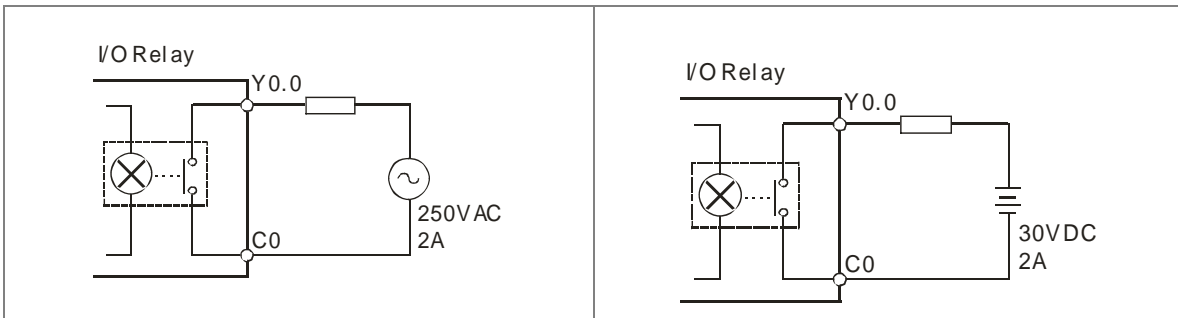 I/O Relay
Y0.0
250VAC
2A
C0
I/O Relay
Y0.0
30VDC
2A
C0